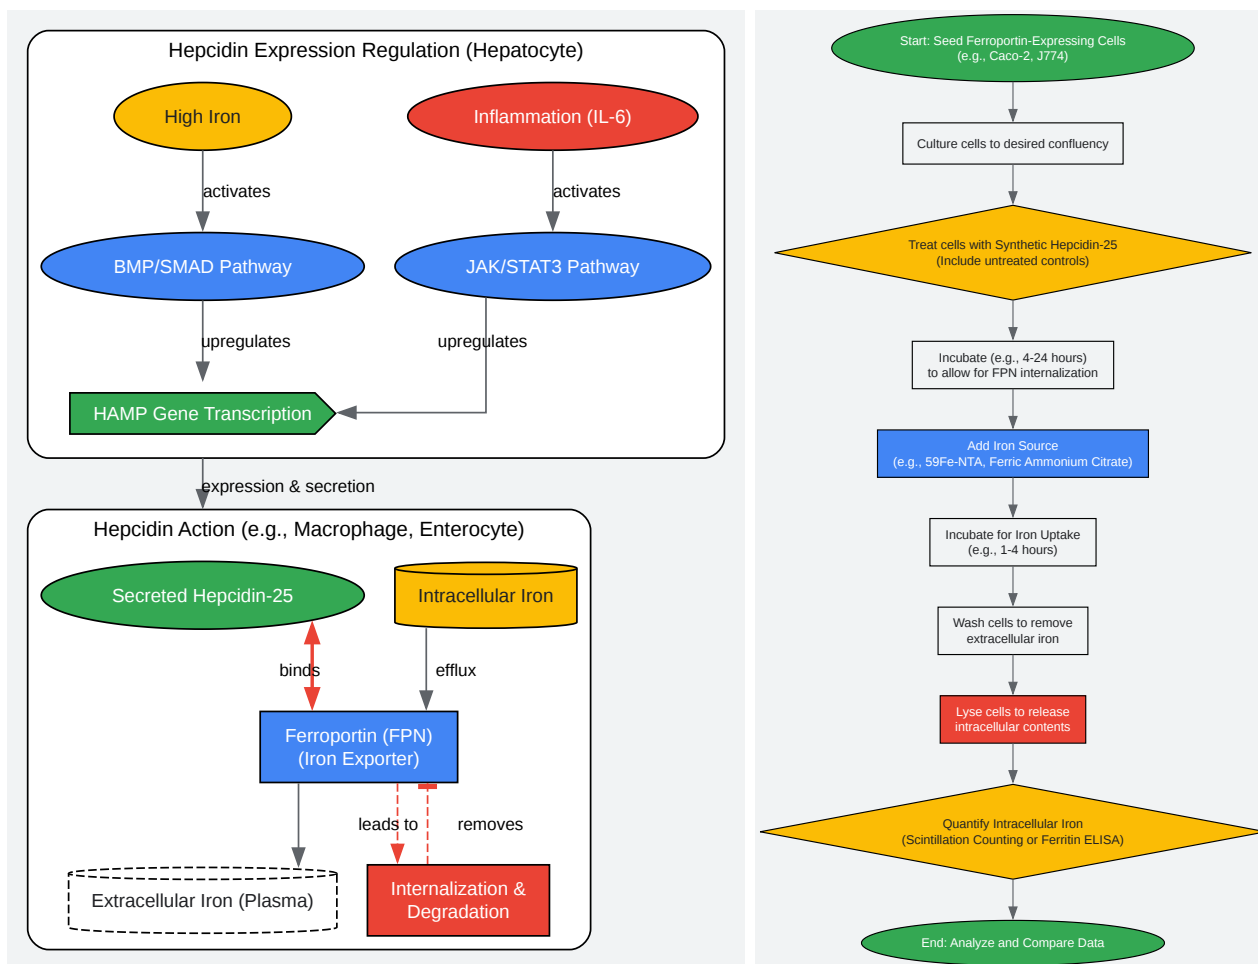 Hepcidin Expression Regulation (Hepatocyte)
High Iron
Inflammation (IL-6)
activates
activates
BMP/SMAD Pathway
JAK/STAT3 Pathway
upregulates
upregulates
HAMP Gene Transcription
expression & secretion
Hepcidin Action (e.g., Macrophage, Enterocyte)
Secreted Hepcidin-25
Intracellular Iron
binds
efflux
Ferroportin (FPN)
(Iron Exporter)
leads to
removes
Extracellular Iron (Plasma)
Internalization &
Degradation
Start: Seed Ferroportin-Expressing Cells
(e.g., Caco-2, J774)
Culture cells to desired confluency
Treat cells with Synthetic Hepcidin-25
(Include untreated controls)
Incubate (e.g., 4-24 hours)
to allow for FPN internalization
Add Iron Source
(e.g., 59Fe-NTA, Ferric Ammonium Citrate)
Incubate for Iron Uptake
(e.g., 1-4 hours)
Wash cells to remove
extracellular iron
Lyse cells to release
intracellular contents
Quantify Intracellular Iron
(Scintillation Counting or Ferritin ELISA)
End: Analyze and Compare Data